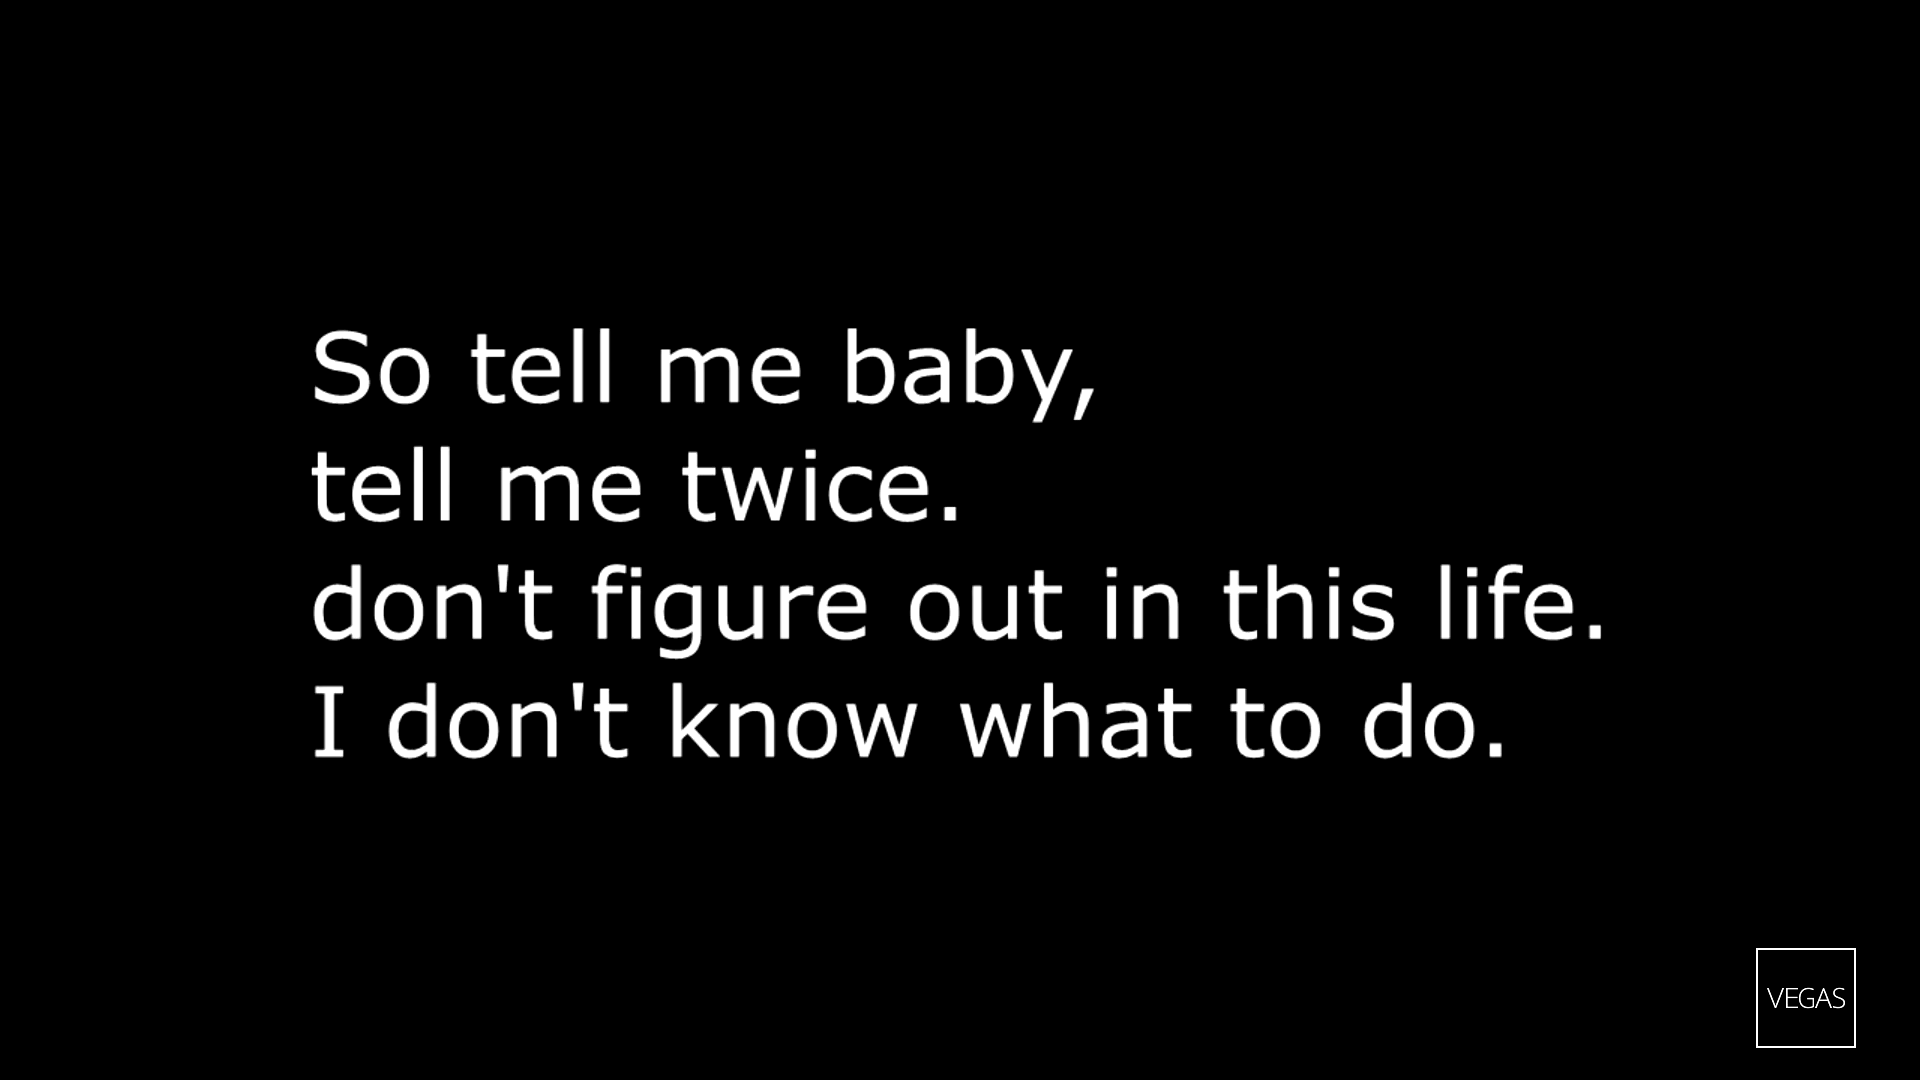 So tell me baby,
tell me twice.
don't figure out in this life.
I don't know what to do.
VEGAS